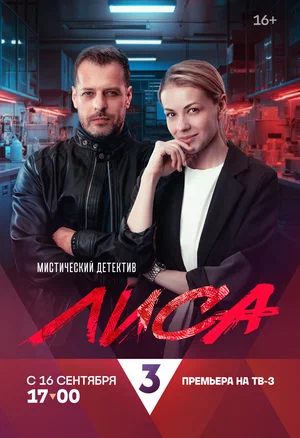 16+
МИСТИЧЕСКИЙ ДЕТЕКТИВ
ЛИСА
С 16 СЕНТЯБРЯ
17▼00
3
ПРЕМЬЕРА НА ТВ-3